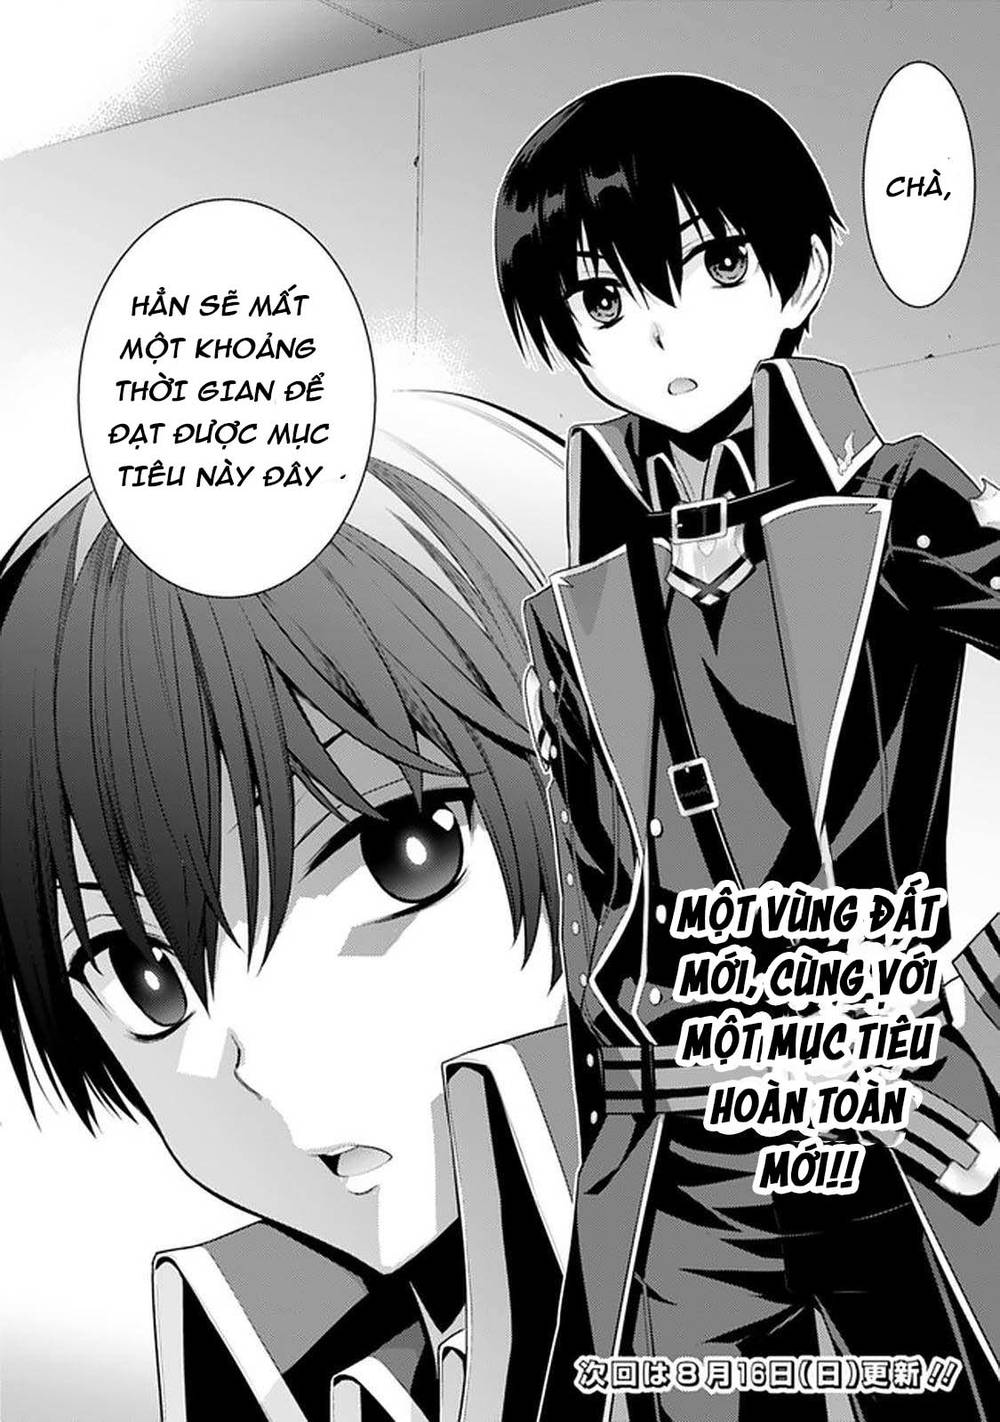 CHÀ,
HẲN SẼ MẤT
MỘT KHOẢNG
THỜI GIAN ĐỂ
ĐẠT ĐƯỢC MỤC
TIÊU NÀY ĐÂY
MỘT VÙNG ĐẤT
MỚI, CÙNG VỚI
MỘT MỤC TIÊU
HOÀN TOÀN
MỚI!!
次回は8月16日(日)更新!!